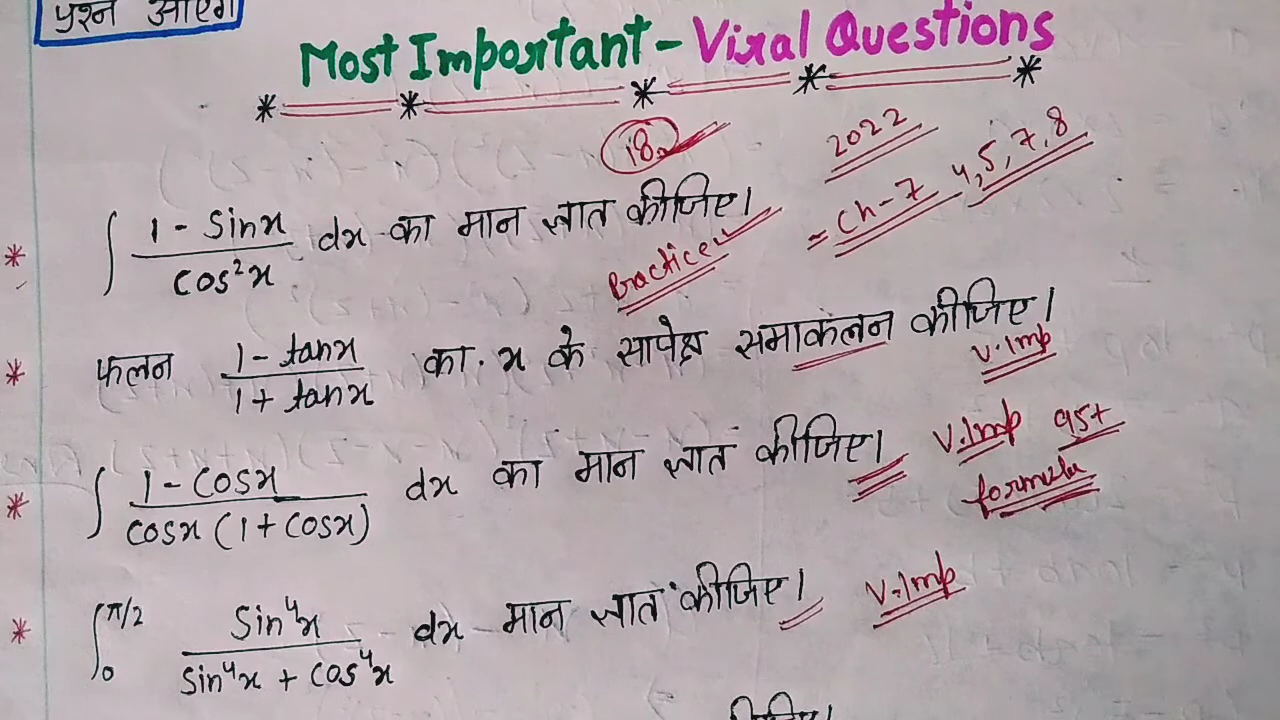 प्रश्न आएगा
Most Important - Viral Questions
18.
2022
Ch-7 4,5,7,8
* ∫ (1 - sinx)/(cos²x) dx का मान ज्ञात कीजिए।
Practice
* फलन (1 - tanx)/(1 + tanx) का x के सापेक्ष समाकलन कीजिए।
V.Imp
* ∫ (1 - cosx)/(cosx (1 + cosx)) dx का मान ज्ञात कीजिए। V.Imp 95+
formula
* ∫₀^(π/2) (sin⁴x)/(sin⁴x + cos⁴x) dx मान ज्ञात कीजिए। V.Imp
कीजिए।